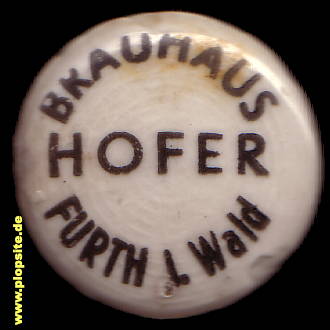 BRAUHAUS
HOFER
FURTH i. Wald
www.plopsite.de